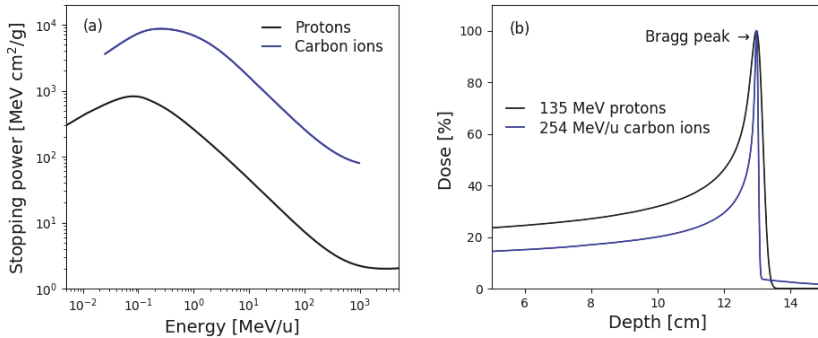 (a)
Protons
Carbon ions
Stopping power [MeV cm²/g]
10⁴
10³
10²
10¹
10⁰
10⁻² 10⁻¹ 10⁰ 10¹ 10² 10³
Energy [MeV/u]
(b)
Bragg peak →
135 MeV protons
254 MeV/u carbon ions
Dose [%]
100
80
60
40
20
0
6 8 10 12 14
Depth [cm]